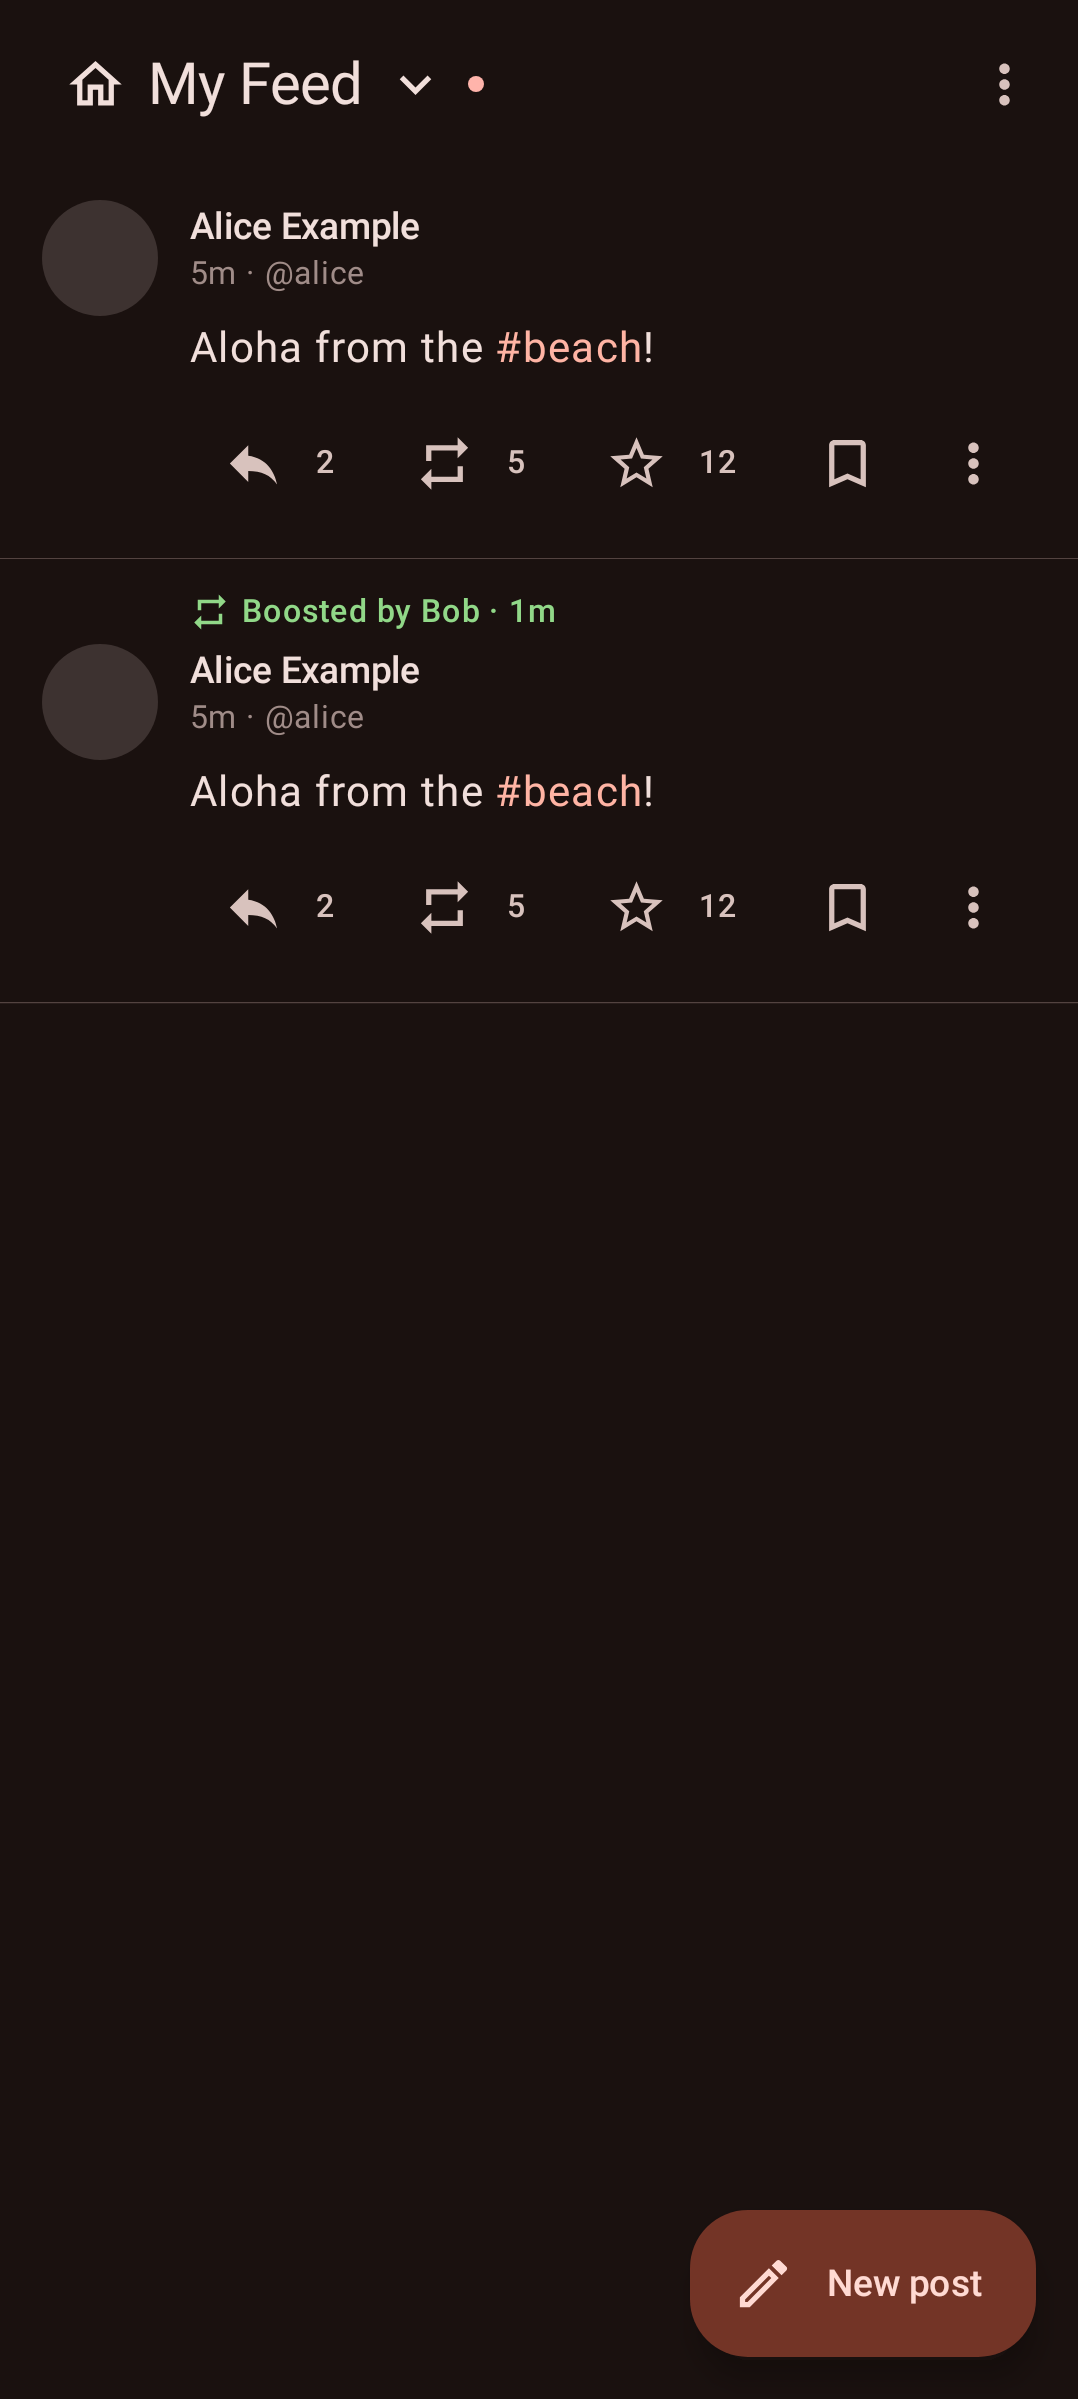 My Feed
Alice Example
5m · @alice
Aloha from the #beach!
2 5 12
Boosted by Bob · 1m
Alice Example
5m · @alice
Aloha from the #beach!
2 5 12
New post